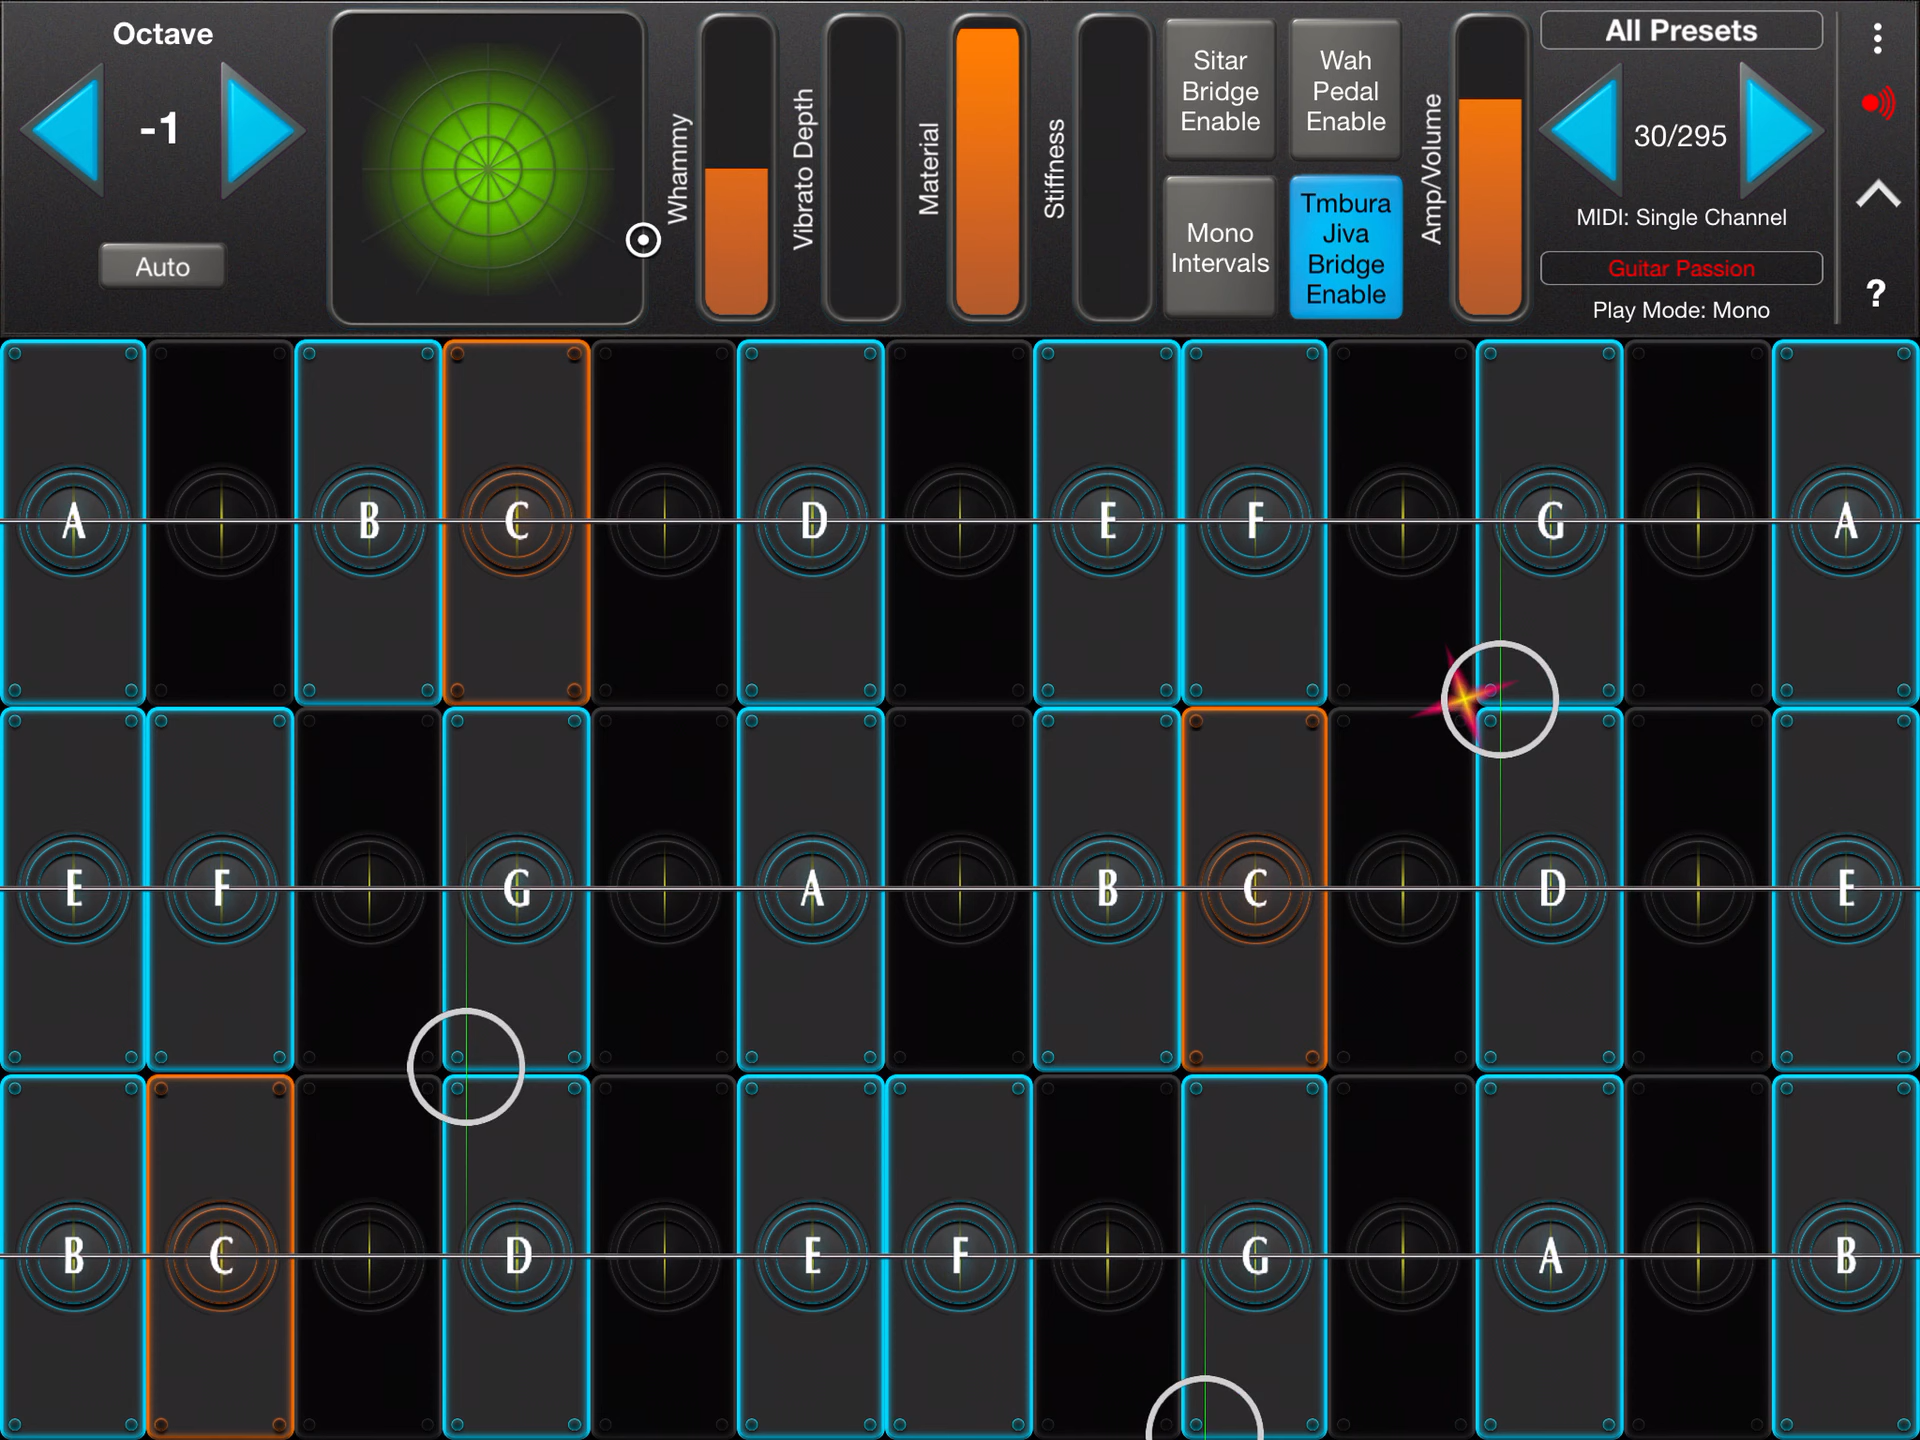 Octave
-1
Auto
Whammy
Vibrato Depth
Material
Stiffness
Sitar
Bridge
Enable
Wah
Pedal
Enable
Mono
Intervals
Tmbura
Jiva
Bridge
Enable
Amp/Volume
All Presets
30/295
MIDI: Single Channel
Guitar Passion
Play Mode: Mono
?
A B C D E F G A
E F G A B C D E
B C D E F G A B